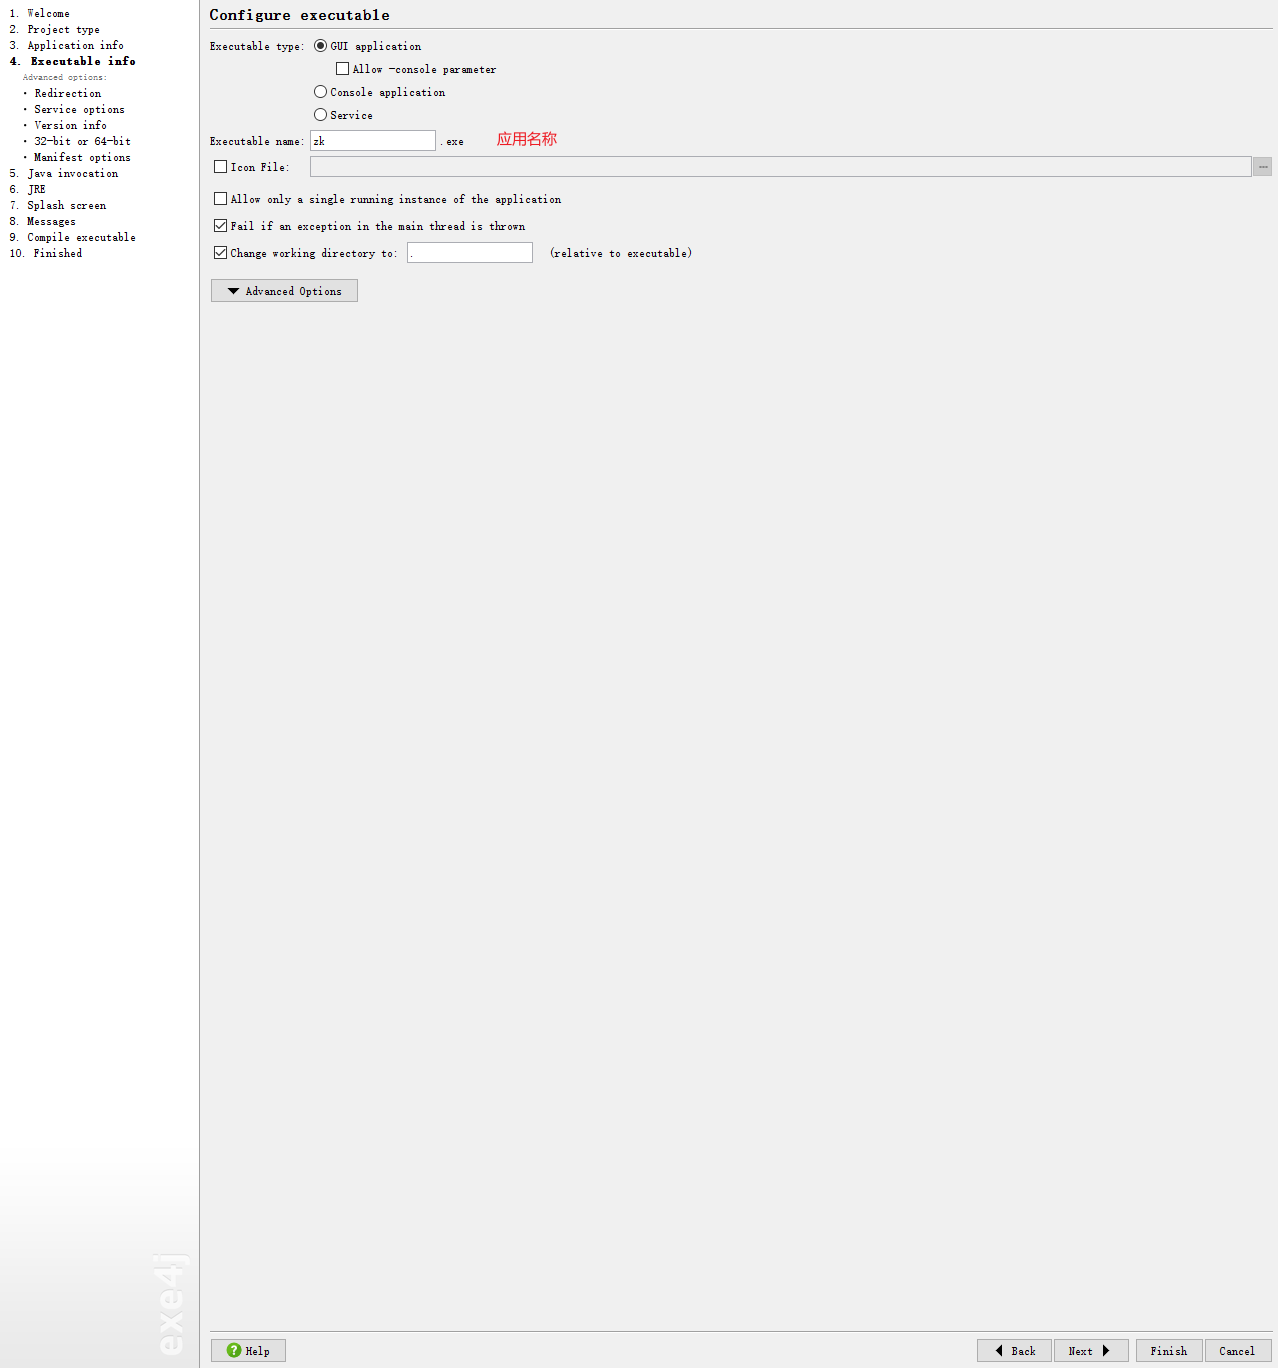 1. Welcome
2. Project type
3. Application info
4. Executable info
Advanced options:
• Redirection
• Service options
• Version info
• 32-bit or 64-bit
• Manifest options
5. Java invocation
6. JRE
7. Splash screen
8. Messages
9. Compile executable
10. Finished
exe4j
Configure executable
Executable type: GUI application
Allow -console parameter
Console application
Service
Executable name: zk .exe 应用名称
Icon File: ...
Allow only a single running instance of the application
Fail if an exception in the main thread is thrown
Change working directory to: . (relative to executable)
Advanced Options
? Help Back Next Finish Cancel